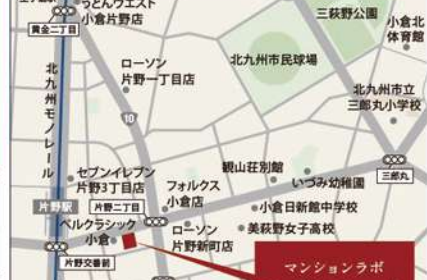 うどんウエスト
小倉片野店
黄金二丁目
三萩野公園
小倉北
体育館
ローソン
片野一丁目店
北九州市民球場
北九州市立
三郎丸小学校
北九州モノレール
10
セブンイレブン
片野3丁目店
観山荘別館
いづみ幼稚園
三郎丸
片野駅
片野二丁目
フォルクス
小倉店
小倉日新館中学校
ベルクラシック
小倉
ローソン
片野新町店
美萩野女子高校
片野交番前
マンションラボ